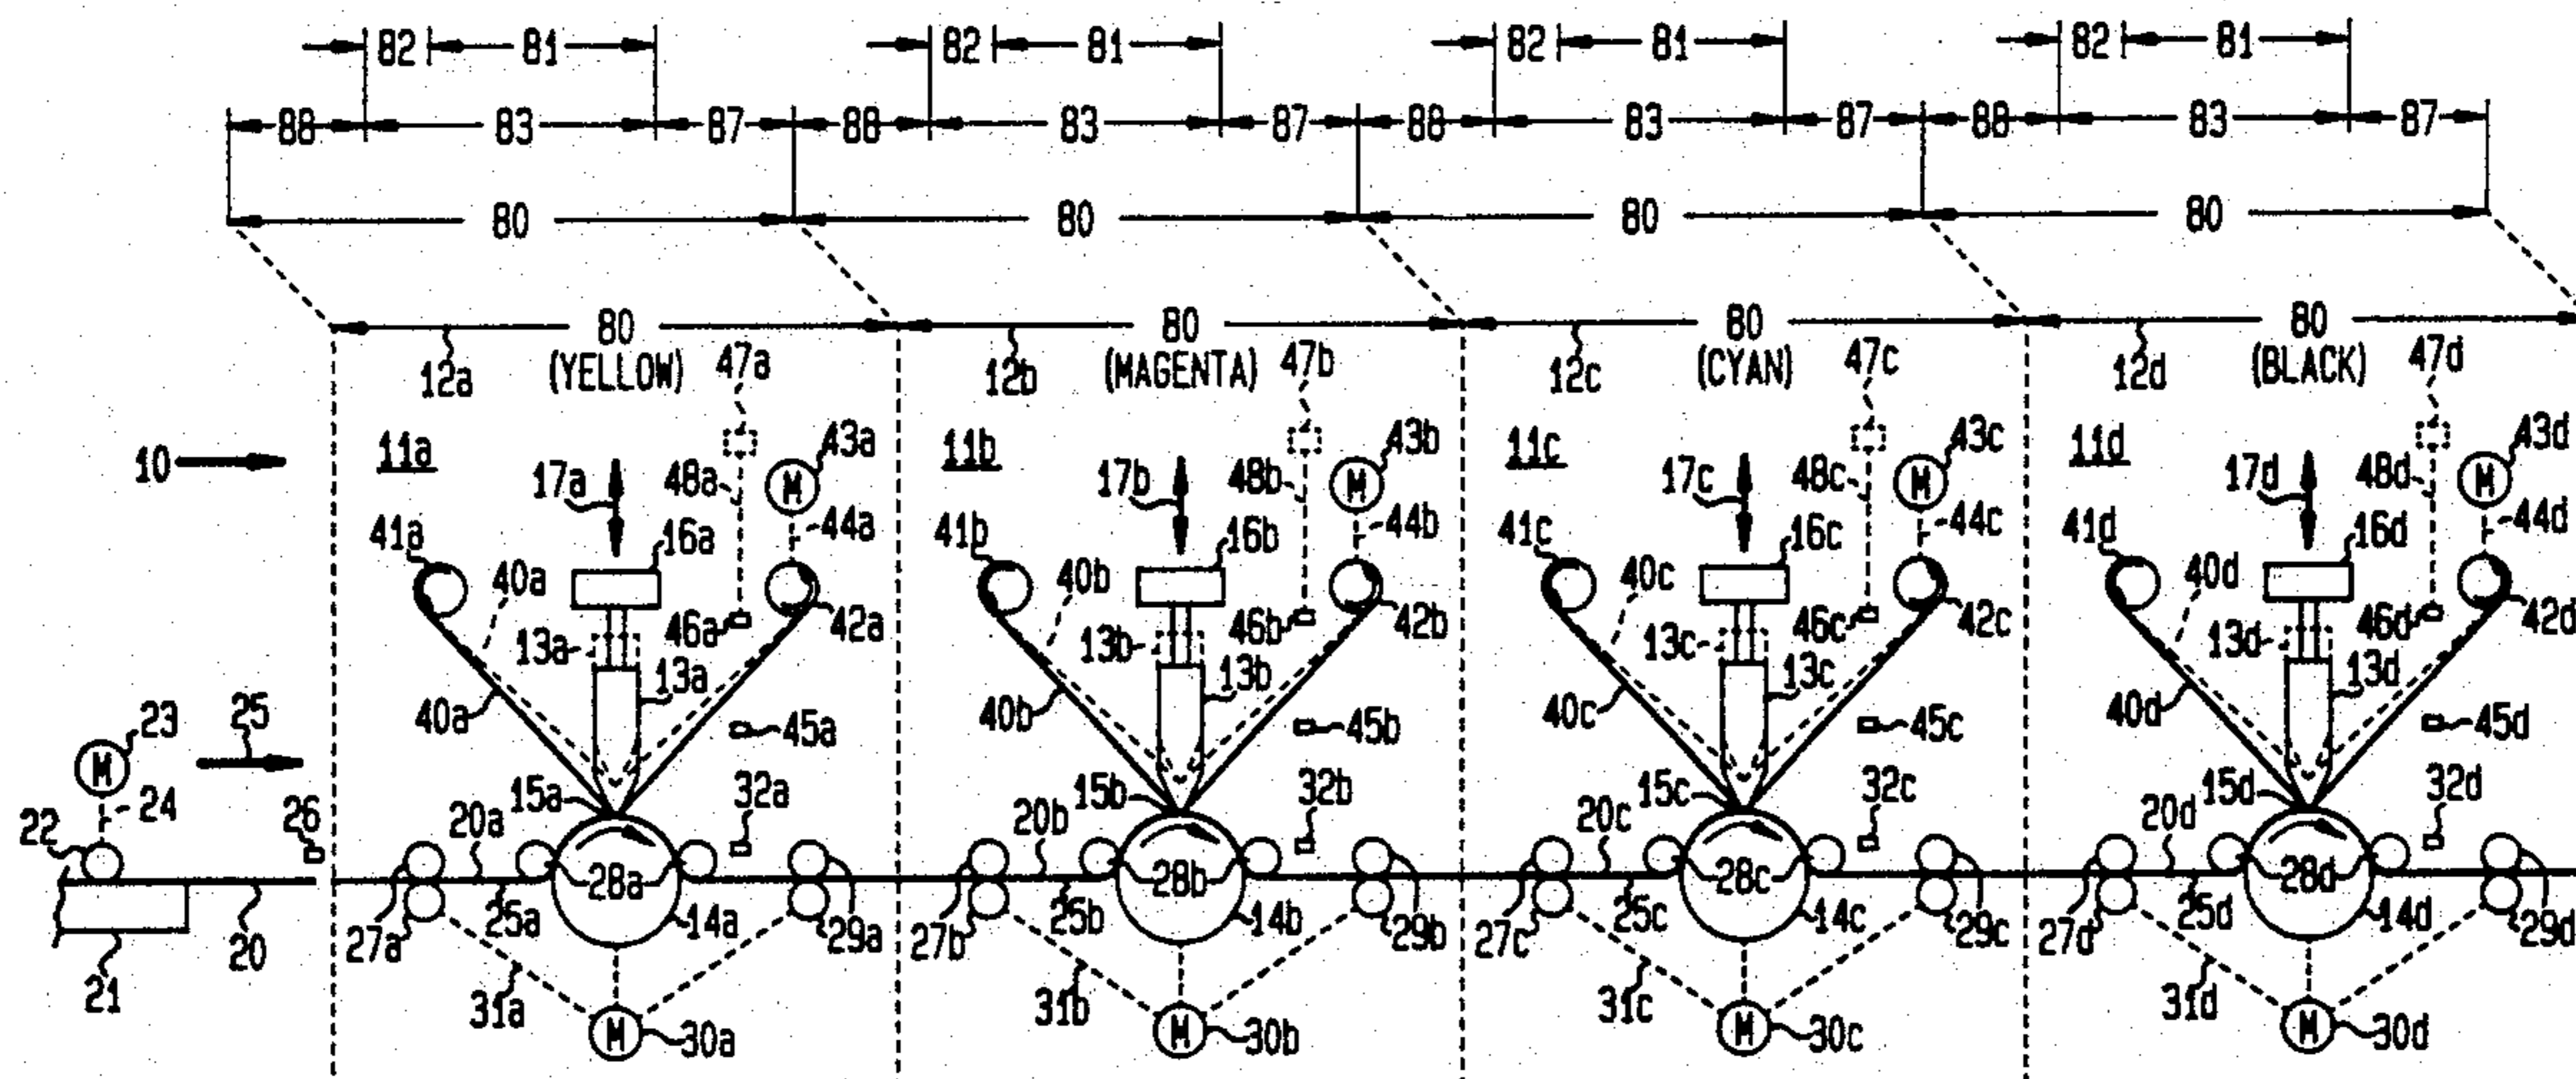 82 81 82 81 82 81 82 81
88 83 87 88 83 87 88 83 87 88 83 87
80 80 80 80
80 80 80 80
12a (YELLOW) 47a 12b (MAGENTA) 47b 12c (CYAN) 47c 12d (BLACK) 47d
10 11a 43a 11b 43b 11c 43c 11d 43d
17a 48a 17b 48b 17c 48c 17d 48d
M M M M
41a 16a 44a 41b 16b 44b 41c 16c 44c 41d 16d 44d
40a 40b 40c 40d
13a 46a 42a 13b 46b 42b 13c 46c 42c 13d 46d 42d
13a 13b 13c 13d
23 25 40a 45a 40b 45b 40c 45c 40d 45d
M
24 15a 32a 15b 32b 15c 32c 15d 32d
22 26 20a 20b 20c 20d
28a 28b 28c 28d
21 20 27a 25a 14a 29a 27b 25b 14b 29b 27c 25c 14c 29c 27d 25d 14d 29d
31a 31b 31c 31d
M 30a M 30b M 30c M 30d